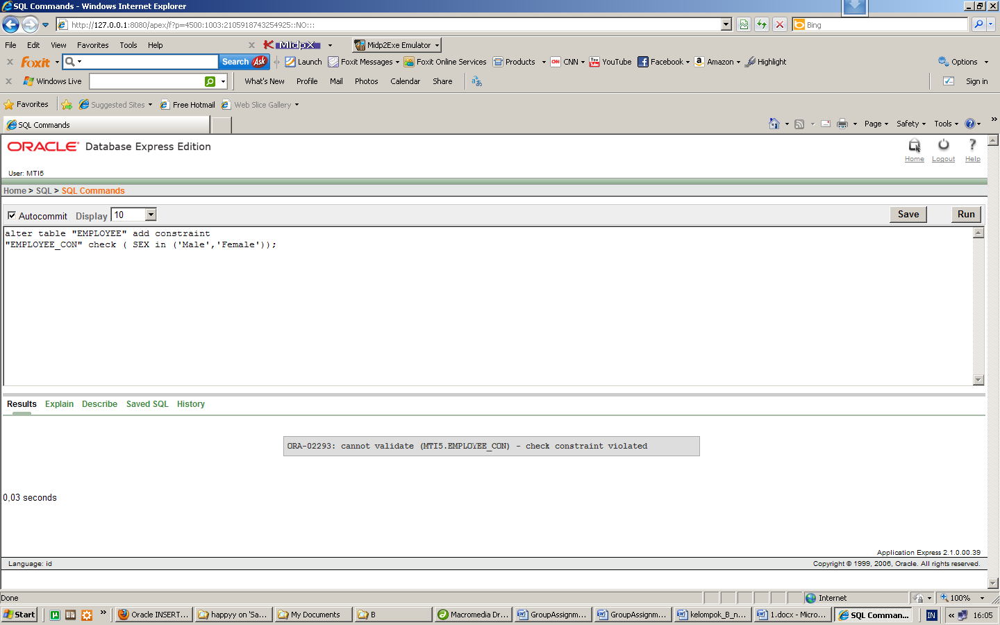 SQL Commands - Windows Internet Explorer
http://127.0.0.1:8080/apex/f?p=4500:1003:2105918743254925::NO:::
Bing
File Edit View Favorites Tools Help
MidpX
Midp2Exe Emulator
Foxit
Search Ask
Launch Foxit Messages Foxit Online Services Products CNN YouTube Facebook Amazon Highlight Options
Windows Live What's New Profile Mail Photos Calendar Share Sign in
Favorites Suggested Sites Free Hotmail Web Slice Gallery
SQL Commands Page Safety Tools
ORACLE Database Express Edition
Home Logout Help
User: MTI5
Home > SQL > SQL Commands
Autocommit Display 10 Save Run
alter table "EMPLOYEE" add constraint
"EMPLOYEE_CON" check ( SEX in ('Male','Female'));
Results Explain Describe Saved SQL History
ORA-02293: cannot validate (MTI5.EMPLOYEE_CON) - check constraint violated
0,03 seconds
Application Express 2.1.0.00.39
Language: id Copyright © 1999, 2006, Oracle. All rights reserved.
Done Internet 100%
Start Oracle INSERT... happyy on 'Sa... My Documents B Macromedia Dr... GroupAssignm... GroupAssignm... kelompok_B_n... 1.docx - Micro... SQL Comman... IN 16:05